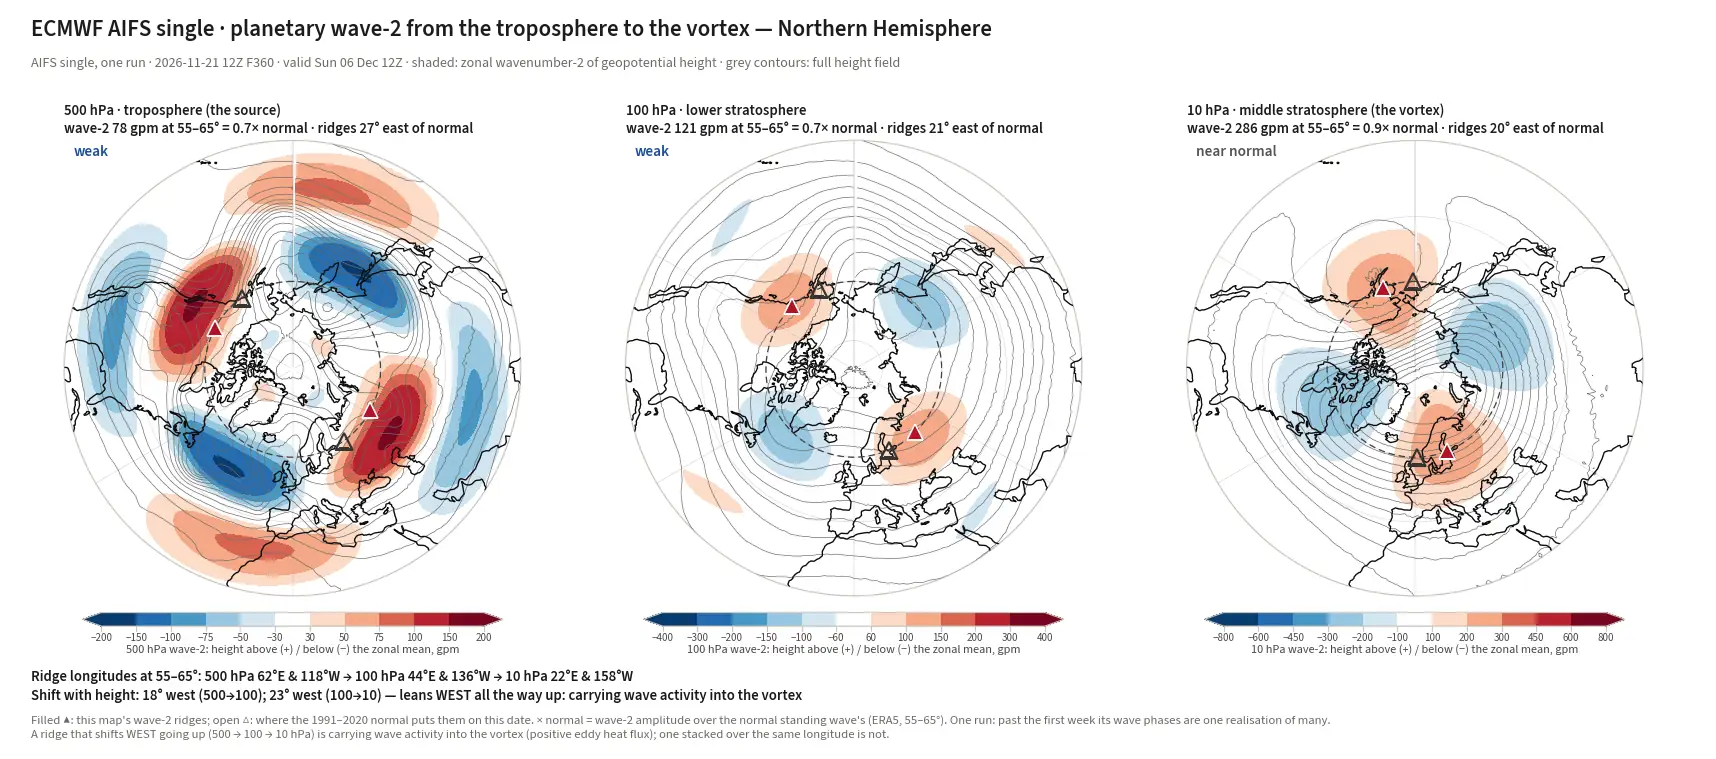 ECMWF AIFS single · planetary wave-2 from the troposphere to the vortex — Northern Hemisphere
AIFS single, one run · 2026-11-21 12Z F360 · valid Sun 06 Dec 12Z · shaded: zonal wavenumber-2 of geopotential height · grey contours: full height field
500 hPa · troposphere (the source)
wave-2 78 gpm at 55–65° = 0.7× normal · ridges 27° east of normal
weak
100 hPa · lower stratosphere
wave-2 121 gpm at 55–65° = 0.7× normal · ridges 21° east of normal
weak
10 hPa · middle stratosphere (the vortex)
wave-2 286 gpm at 55–65° = 0.9× normal · ridges 20° east of normal
near normal
−200 −150 −100 −75 −50 −30 30 50 75 100 150 200
500 hPa wave-2: height above (+) / below (−) the zonal mean, gpm
−400 −300 −200 −150 −100 −60 60 100 150 200 300 400
100 hPa wave-2: height above (+) / below (−) the zonal mean, gpm
−800 −600 −450 −300 −200 −100 100 200 300 450 600 800
10 hPa wave-2: height above (+) / below (−) the zonal mean, gpm
Ridge longitudes at 55–65°: 500 hPa 62°E & 118°W → 100 hPa 44°E & 136°W → 10 hPa 22°E & 158°W
Shift with height: 18° west (500→100); 23° west (100→10) — leans WEST all the way up: carrying wave activity into the vortex
Filled ▲: this map's wave-2 ridges; open △: where the 1991–2020 normal puts them on this date. × normal = wave-2 amplitude over the normal standing wave's (ERA5, 55–65°). One run: past the first week its wave phases are one realisation of many.
A ridge that shifts WEST going up (500 → 100 → 10 hPa) is carrying wave activity into the vortex (positive eddy heat flux); one stacked over the same longitude is not.